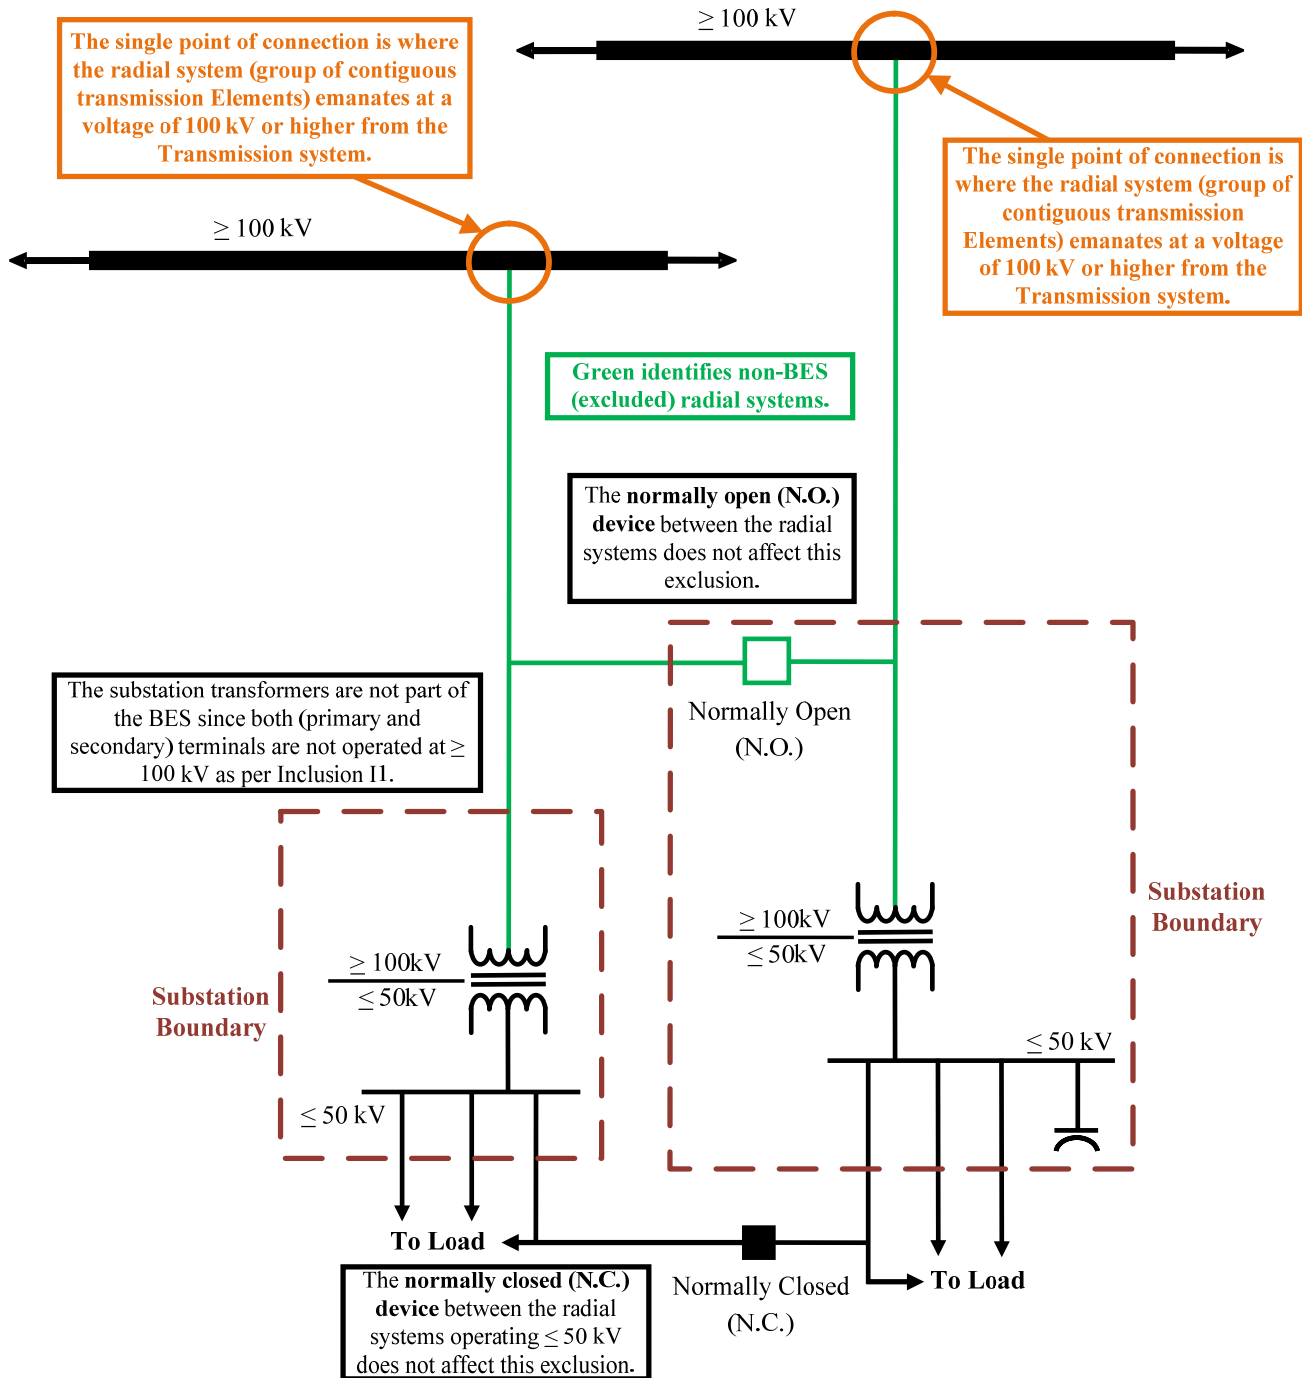 ≥ 100 kV
The single point of connection is where
the radial system (group of contiguous
transmission Elements) emanates at a
voltage of 100 kV or higher from the
Transmission system.
The single point of connection is
where the radial system (group of
contiguous transmission
Elements) emanates at a voltage
of 100 kV or higher from the
Transmission system.
≥ 100 kV
Green identifies non-BES
(excluded) radial systems.
The normally open (N.O.)
device between the radial
systems does not affect this
exclusion.
The substation transformers are not part of
the BES since both (primary and
secondary) terminals are not operated at ≥
100 kV as per Inclusion I1.
Normally Open
(N.O.)
Substation
Boundary
≥ 100kV
≤ 50kV
≥ 100kV
≤ 50kV
Substation
Boundary
≤ 50 kV
≤ 50 kV
To Load
Normally Closed
(N.C.)
To Load
The normally closed (N.C.)
device between the radial
systems operating ≤ 50 kV
does not affect this exclusion.